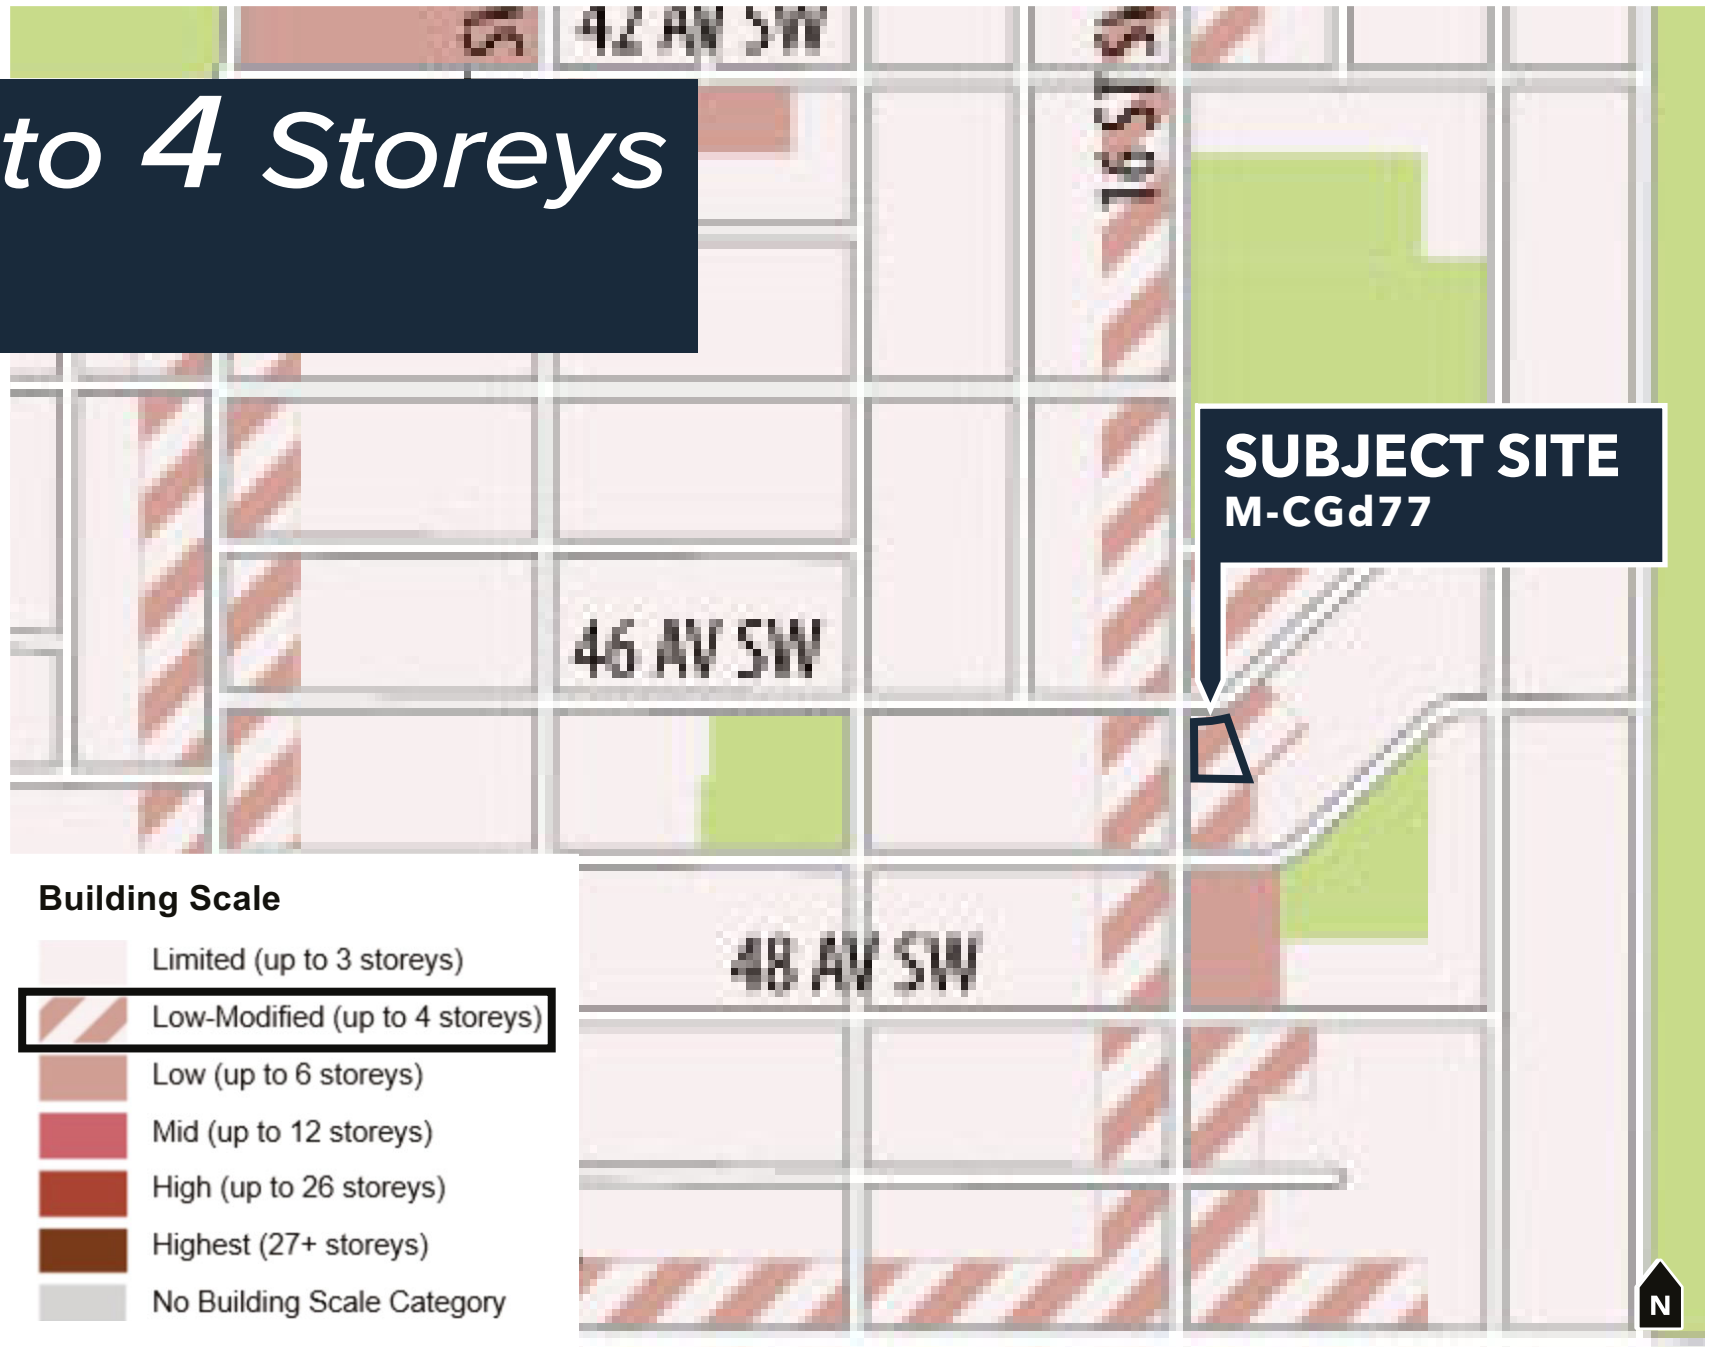 42 AV SW
16 ST SW
to 4 Storeys
SUBJECT SITE
M-CGd77
46 AV SW
48 AV SW
Building Scale
Limited (up to 3 storeys)
Low-Modified (up to 4 storeys)
Low (up to 6 storeys)
Mid (up to 12 storeys)
High (up to 26 storeys)
Highest (27+ storeys)
No Building Scale Category
N